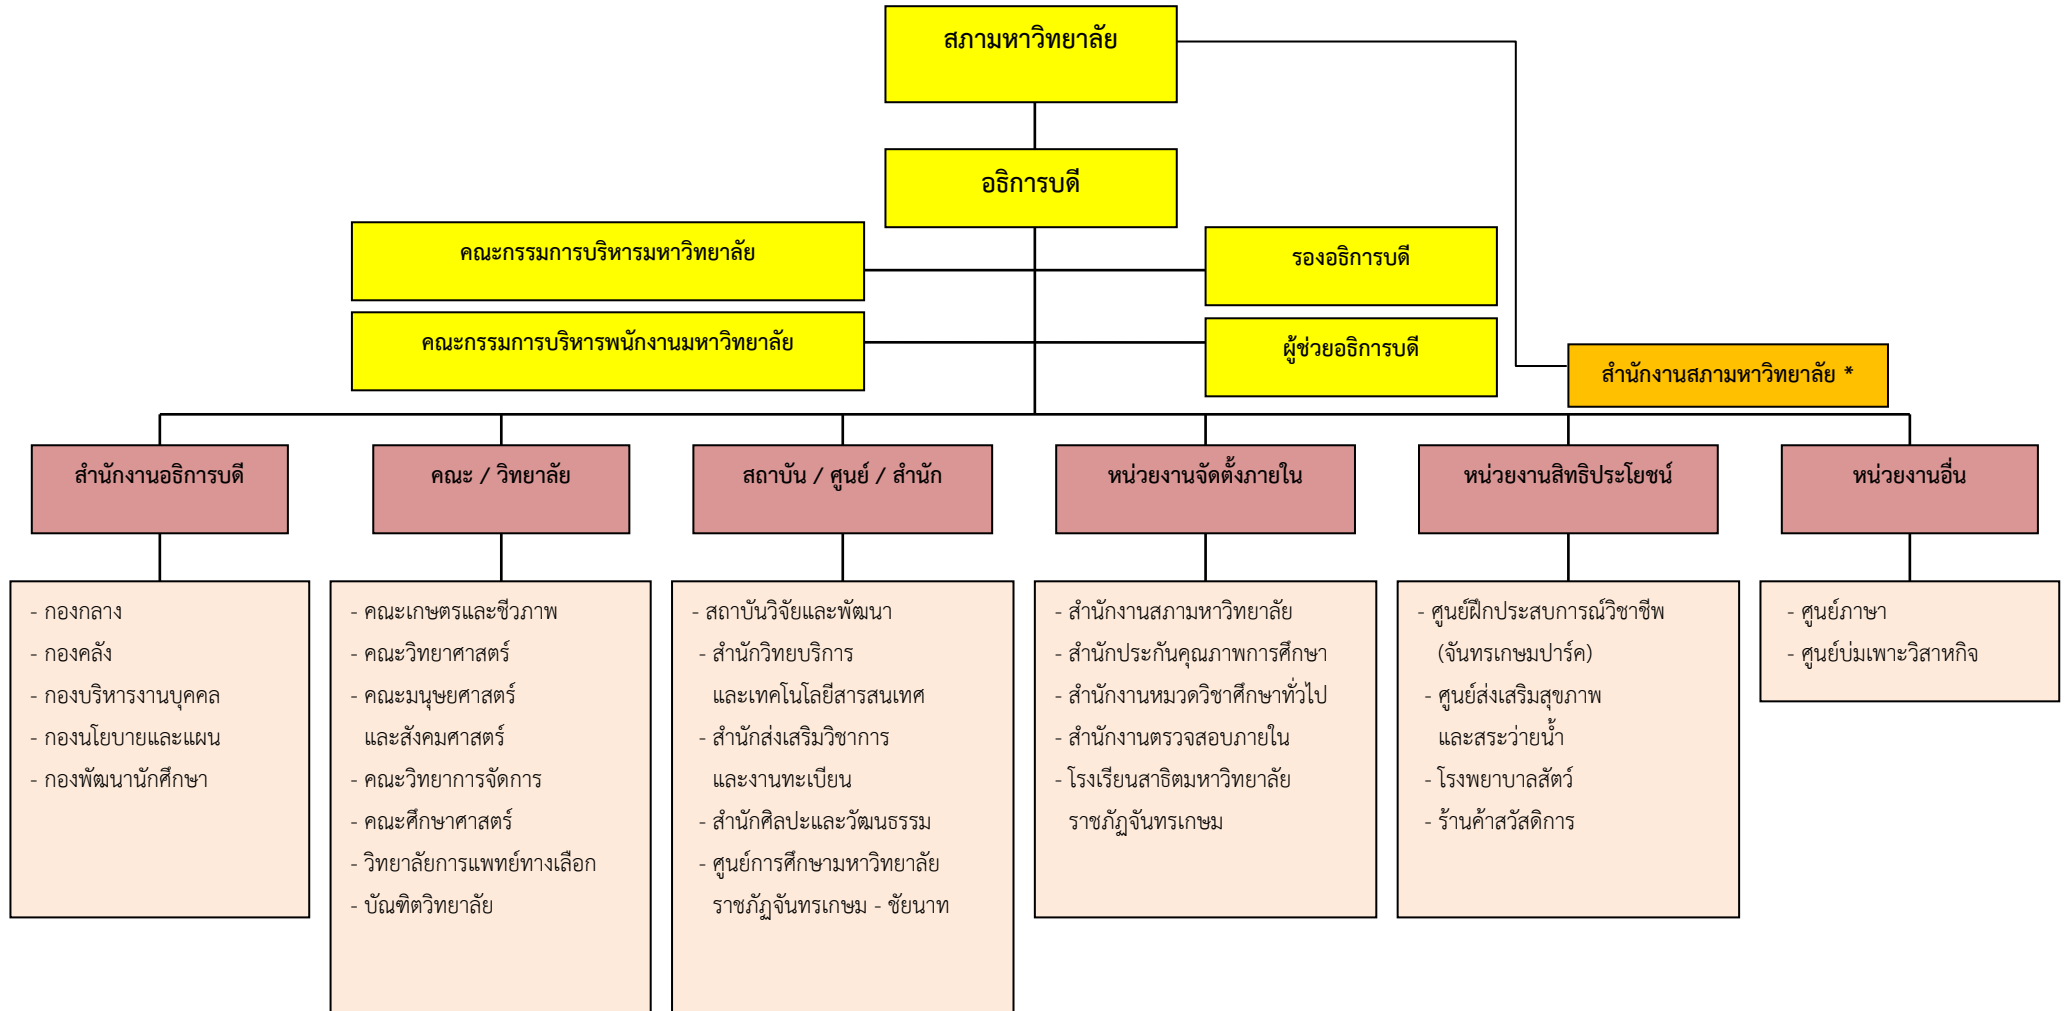 สภามหาวิทยาลัย
อธิการบดี
คณะกรรมการบริหารมหาวิทยาลัย
รองอธิการบดี
คณะกรรมการบริหารพนักงานมหาวิทยาลัย
ผู้ช่วยอธิการบดี
สำนักงานสภามหาวิทยาลัย *
สำนักงานอธิการบดี
คณะ / วิทยาลัย
สถาบัน / ศูนย์ / สำนัก
หน่วยงานจัดตั้งภายใน
หน่วยงานสิทธิประโยชน์
หน่วยงานอื่น
- กองกลาง
- กองคลัง
- กองบริหารงานบุคคล
- กองนโยบายและแผน
- กองพัฒนานักศึกษา
- คณะเกษตรและชีวภาพ
- คณะวิทยาศาสตร์
- คณะมนุษยศาสตร์
และสังคมศาสตร์
- คณะวิทยาการจัดการ
- คณะศึกษาศาสตร์
- วิทยาลัยการแพทย์ทางเลือก
- บัณฑิตวิทยาลัย
- สถาบันวิจัยและพัฒนา
- สำนักวิทยบริการ
และเทคโนโลยีสารสนเทศ
- สำนักส่งเสริมวิชาการ
และงานทะเบียน
- สำนักศิลปะและวัฒนธรรม
- ศูนย์การศึกษามหาวิทยาลัย
ราชภัฏจันทรเกษม - ชัยนาท
- สำนักงานสภามหาวิทยาลัย
- สำนักประกันคุณภาพการศึกษา
- สำนักงานหมวดวิชาศึกษาทั่วไป
- สำนักงานตรวจสอบภายใน
- โรงเรียนสาธิตมหาวิทยาลัย
ราชภัฏจันทรเกษม
- ศูนย์ฝึกประสบการณ์วิชาชีพ
(จันทรเกษมปาร์ค)
- ศูนย์ส่งเสริมสุขภาพ
และสระว่ายน้ำ
- โรงพยาบาลสัตว์
- ร้านค้าสวัสดิการ
- ศูนย์ภาษา
- ศูนย์บ่มเพาะวิสาหกิจ